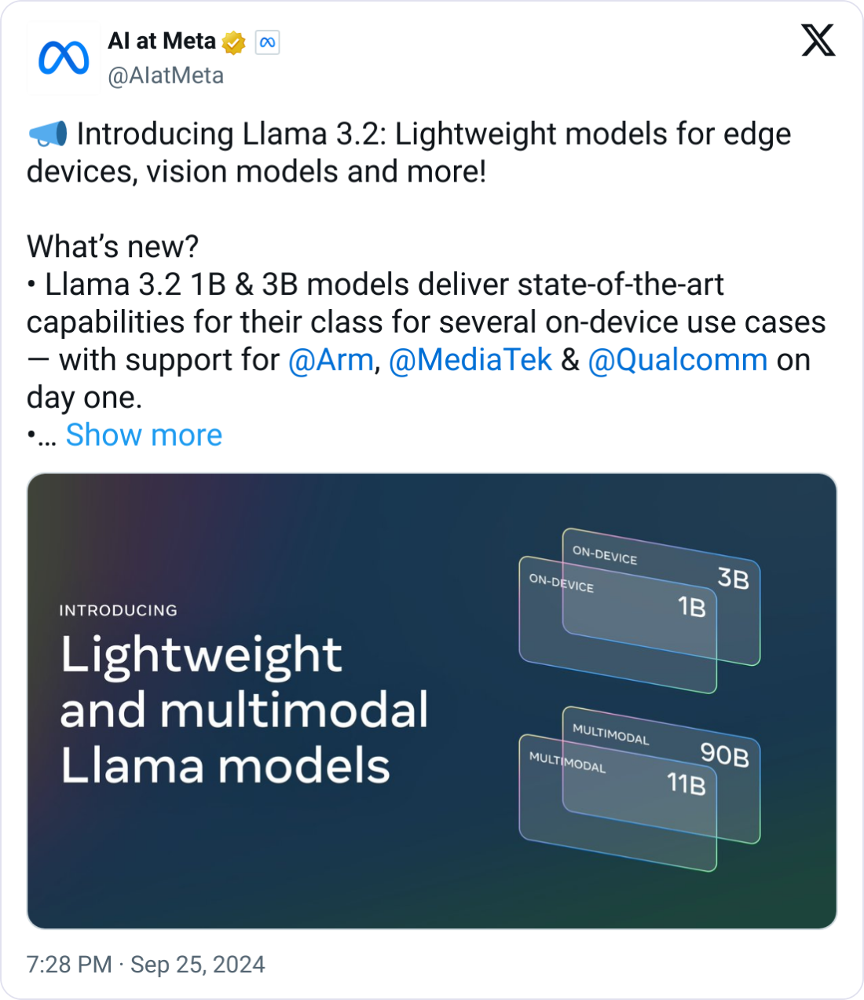 AI at Meta
@AIatMeta
📢 Introducing Llama 3.2: Lightweight models for edge
devices, vision models and more!
What’s new?
• Llama 3.2 1B & 3B models deliver state-of-the-art
capabilities for their class for several on-device use cases
— with support for @Arm, @MediaTek & @Qualcomm on
day one.
•… Show more
INTRODUCING
Lightweight
and multimodal
Llama models
ON-DEVICE
3B
ON-DEVICE
1B
MULTIMODAL
90B
MULTIMODAL
11B
7:28 PM · Sep 25, 2024